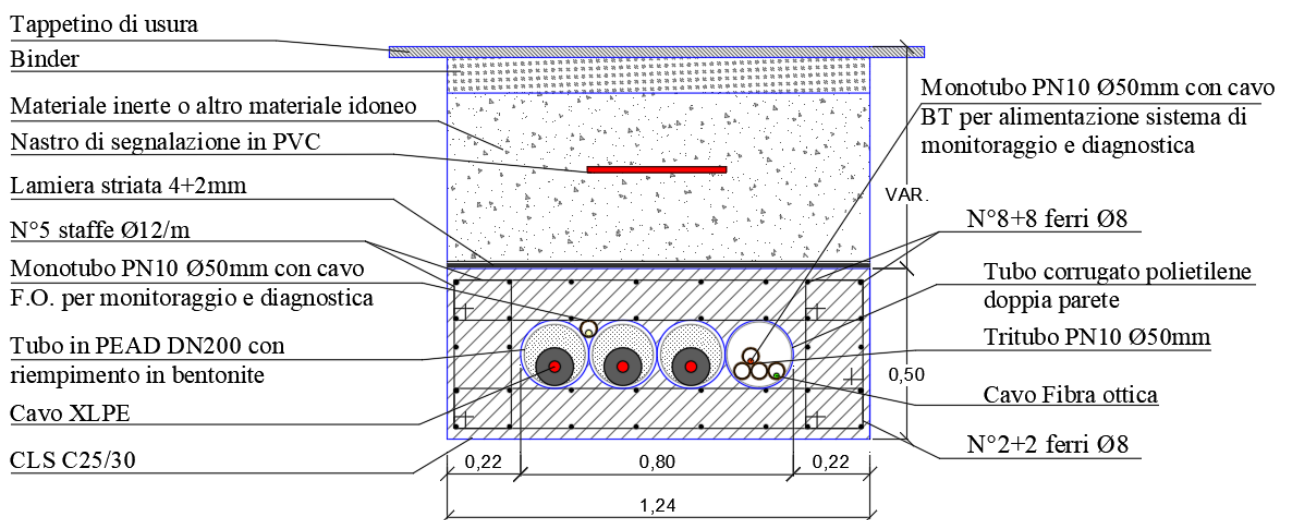 Tappetino di usura
Binder
Materiale inerte o altro materiale idoneo
Nastro di segnalazione in PVC
Lamiera striata 4+2mm
N°5 staffe Ø12/m
Monotubo PN10 Ø50mm con cavo
F.O. per monitoraggio e diagnostica
Tubo in PEAD DN200 con
riempimento in bentonite
Cavo XLPE
CLS C25/30
Monotubo PN10 Ø50mm con cavo
BT per alimentazione sistema di
monitoraggio e diagnostica
VAR.
N°8+8 ferri Ø8
Tubo corrugato polietilene
doppia parete
Tritubo PN10 Ø50mm
0,50
Cavo Fibra ottica
N°2+2 ferri Ø8
0,22
0,80
0,22
1,24